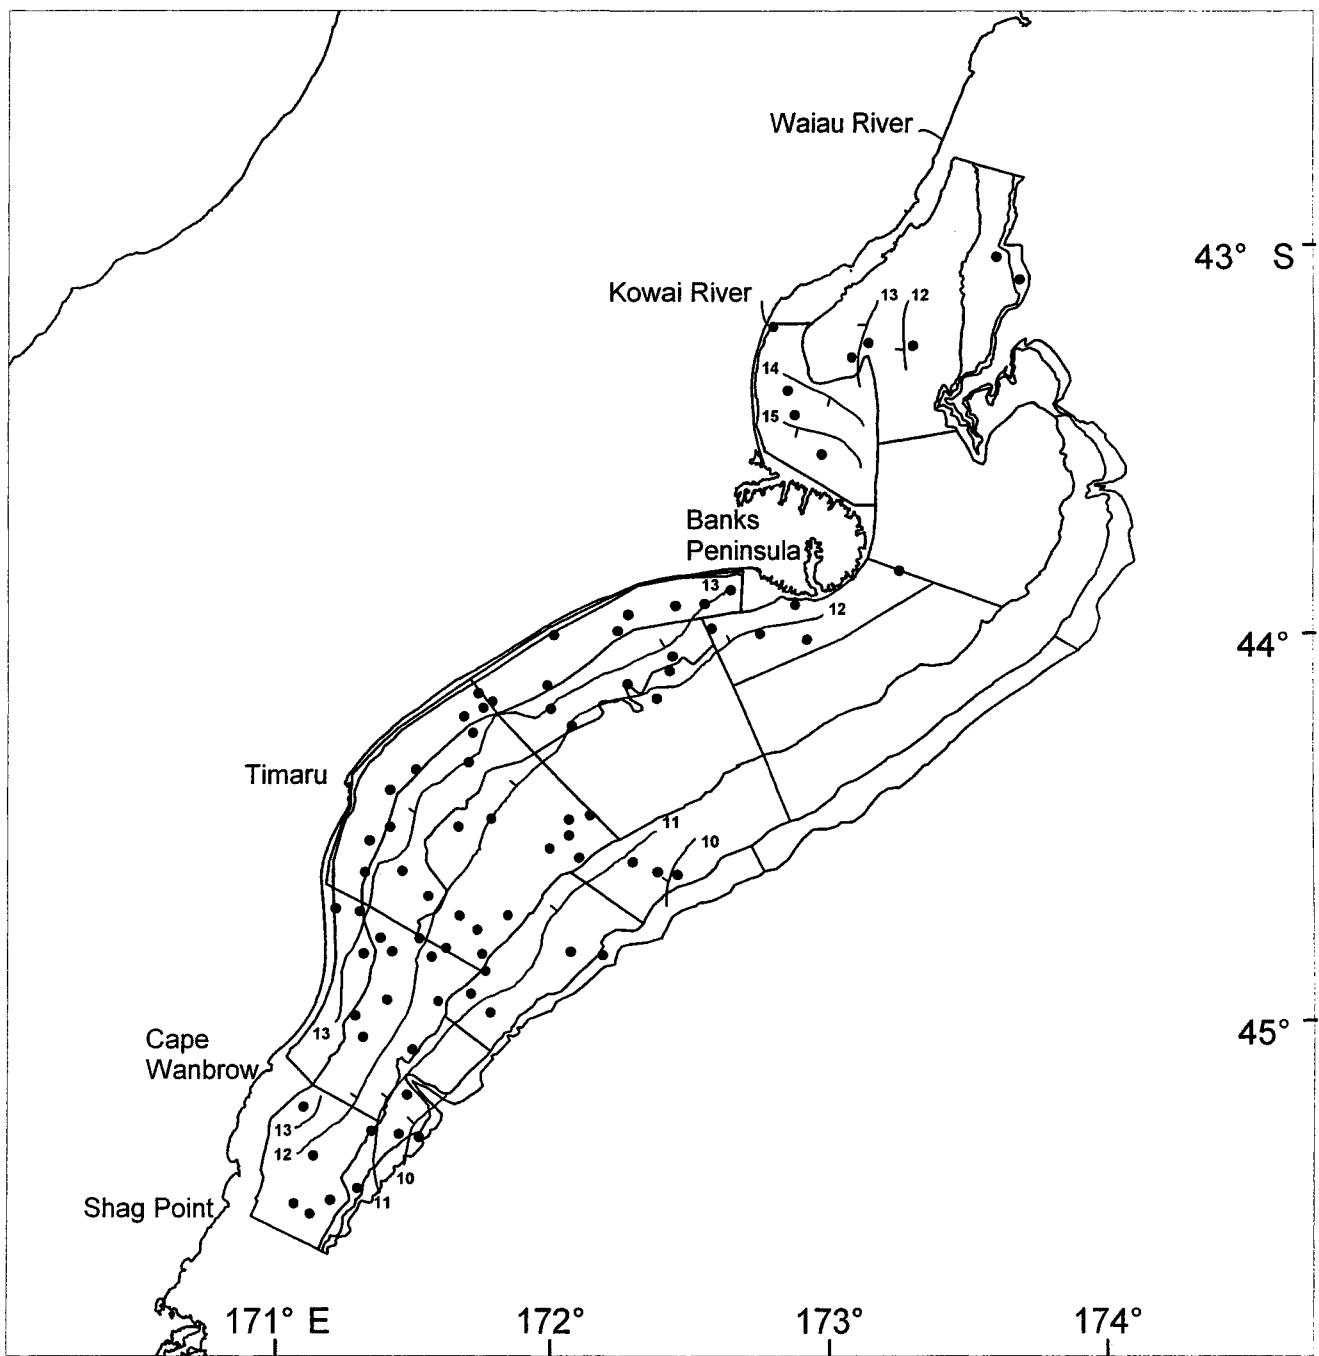 Waiau River
43° S
Kowai River
13 12
14
15
Banks
Peninsula
13
12
44°
Timaru
11
10
13
45°
Cape
Wanbrow
13
12
10
11
Shag Point
171° E 172° 173° 174°